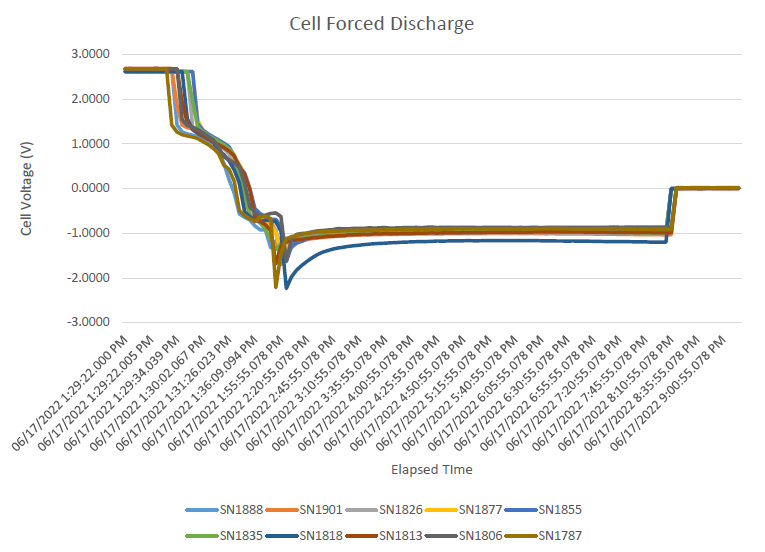 Cell Forced Discharge
3.0000
2.0000
1.0000
0.0000
-1.0000
-2.0000
-3.0000
Cell Voltage (V)
06/17/2022 1:29:22.000 PM
06/17/2022 1:29:22.005 PM
06/17/2022 1:29:34.039 PM
06/17/2022 1:30:02.067 PM
06/17/2022 1:31:26.023 PM
06/17/2022 1:36:09.094 PM
06/17/2022 1:55:55.078 PM
06/17/2022 2:20:55.078 PM
06/17/2022 2:45:55.078 PM
06/17/2022 3:10:55.078 PM
06/17/2022 3:35:55.078 PM
06/17/2022 4:00:55.078 PM
06/17/2022 4:25:55.078 PM
06/17/2022 4:50:55.078 PM
06/17/2022 5:15:55.078 PM
06/17/2022 5:40:55.078 PM
06/17/2022 6:05:55.078 PM
06/17/2022 6:30:55.078 PM
06/17/2022 6:55:55.078 PM
06/17/2022 7:20:55.078 PM
06/17/2022 7:45:55.078 PM
06/17/2022 8:10:55.078 PM
06/17/2022 8:35:55.078 PM
06/17/2022 9:00:55.078 PM
Elapsed TIme
SN1888 SN1901 SN1826 SN1877 SN1855
SN1835 SN1818 SN1813 SN1806 SN1787